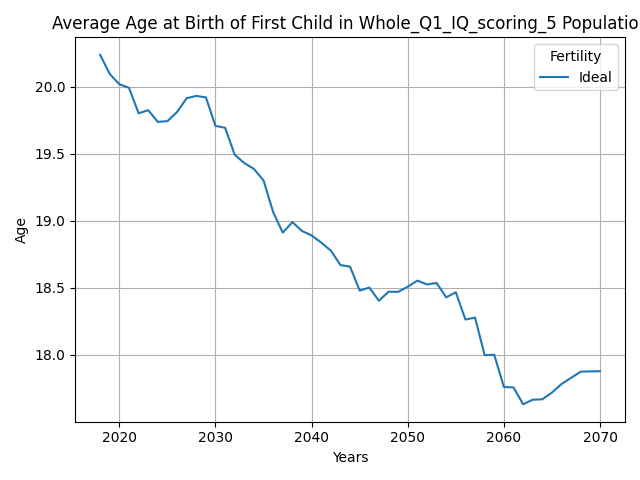 Average Age at Birth of First Child in Whole_Q1_IQ_scoring_5 Populatio
Fertility
Ideal
20.0
19.5
19.0
18.5
18.0
Age
2020 2030 2040 2050 2060 2070
Years